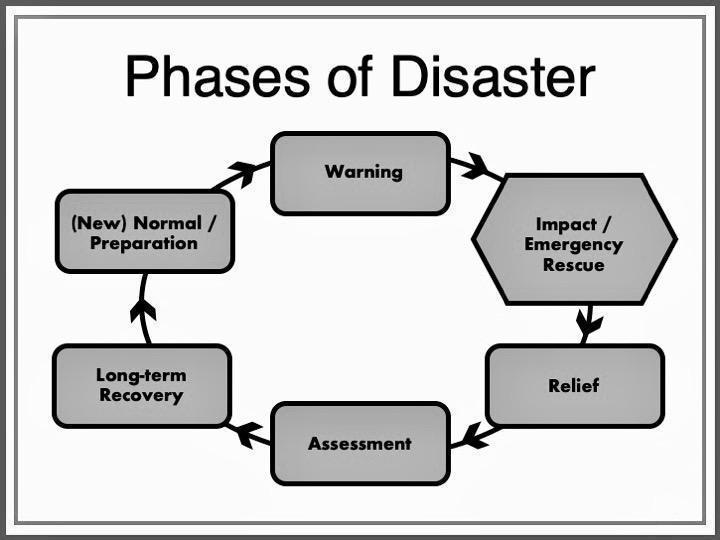 Phases of Disaster
Warning
Impact /
Emergency
Rescue
Relief
Assessment
Long-term
Recovery
(New) Normal /
Preparation